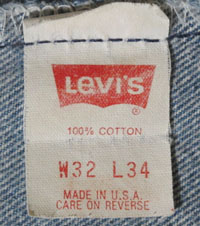 Levi's
®
100% COTTON
W32 L34
MADE IN U.S.A.
CARE ON REVERSE